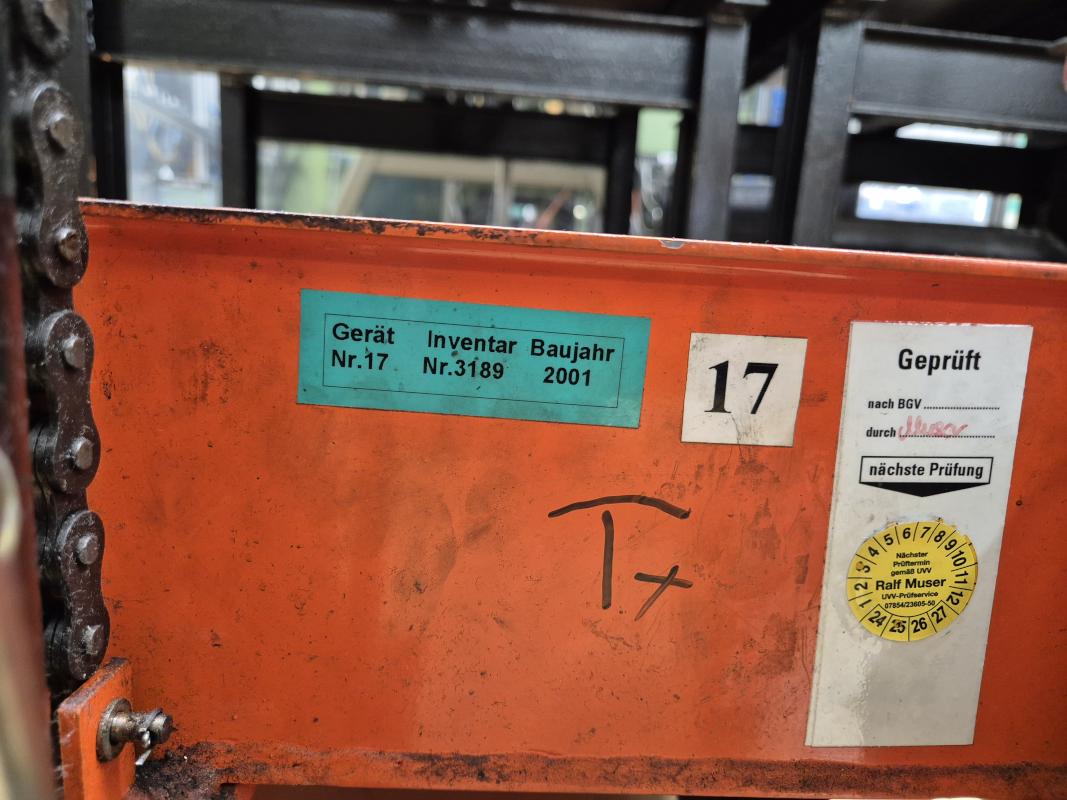 Gerät Inventar Baujahr
Nr.17 Nr.3189 2001
17
Geprüft
nach BGV
durch Muser
nächste Prüfung
1 2 3 4 5 6 7 8 9 10 11 12
Nächster
Prüftermin
gemäß UVV
Ralf Muser
UVV-Prüfservice
07854/23605-50
24 25 26 27
Tx